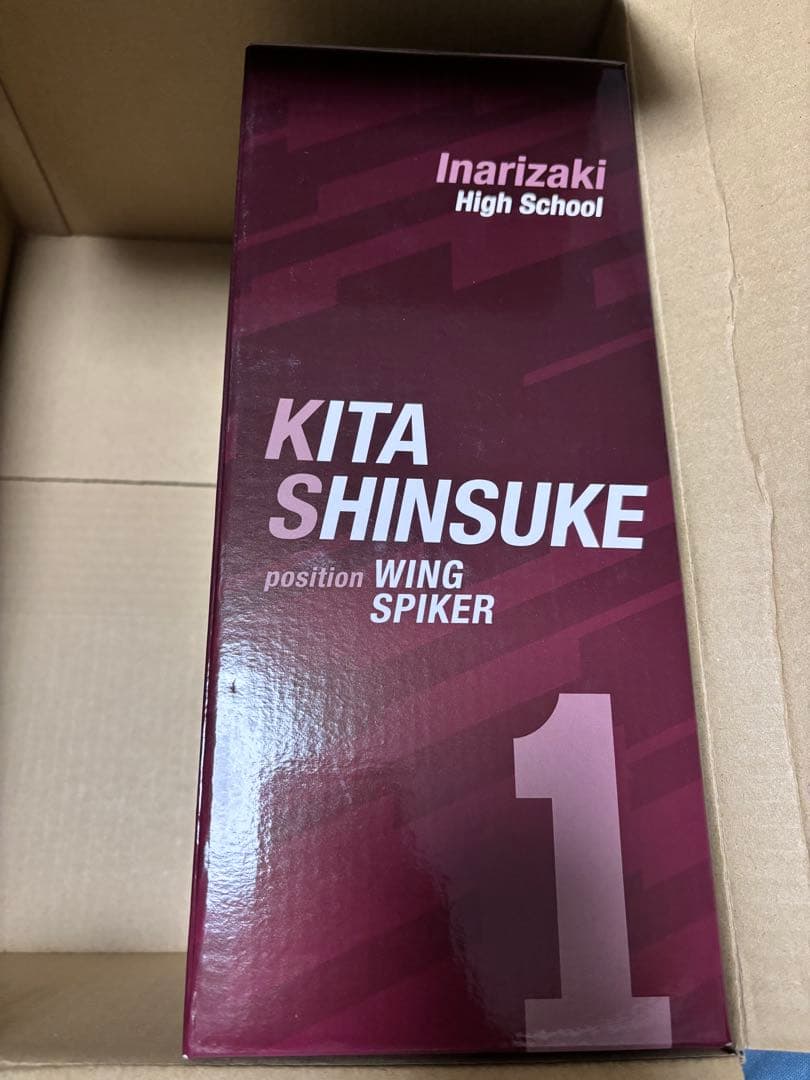 Inarizaki
High School
KITA
SHINSUKE
position WING
SPIKER
1